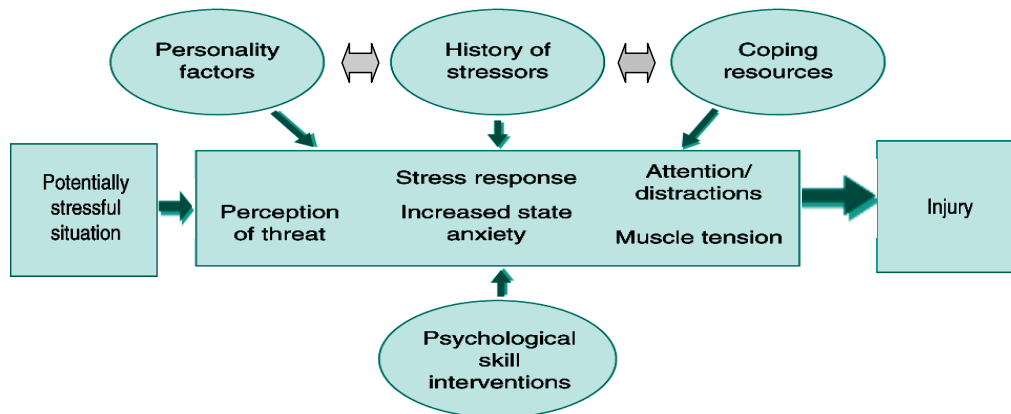 Personality
factors
History of
stressors
Coping
resources
Potentially
stressful
situation
Perception
of threat
Stress response
Increased state
anxiety
Attention/
distractions
Muscle tension
Injury
Psychological
skill
interventions